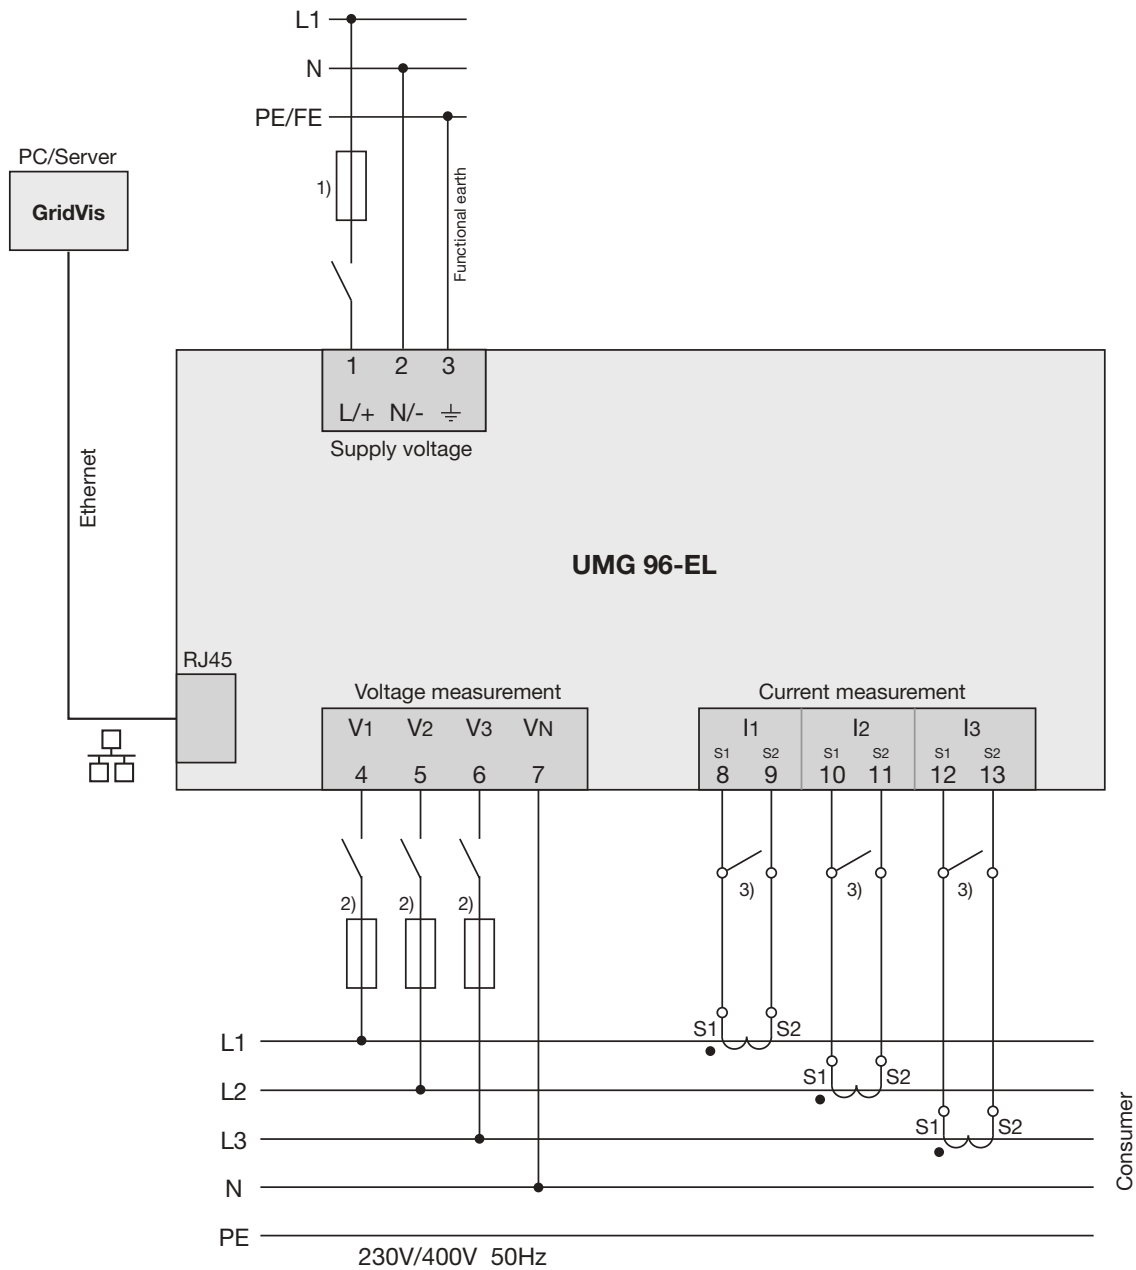 L1
N
PE/FE
PC/Server
GridVis
1)
Functional earth
1 2 3
L/+ N/-
Supply voltage
Ethernet
UMG 96-EL
RJ45
Voltage measurement
Current measurement
V1 V2 V3 VN
I1 I2 I3
S1 S2 S1 S2 S1 S2
4 5 6 7
8 9 10 11 12 13
2) 2) 2)
3) 3) 3)
L1
S1 S2
L2
S1 S2
L3
S1 S2
N
PE
Consumer
230V/400V 50Hz